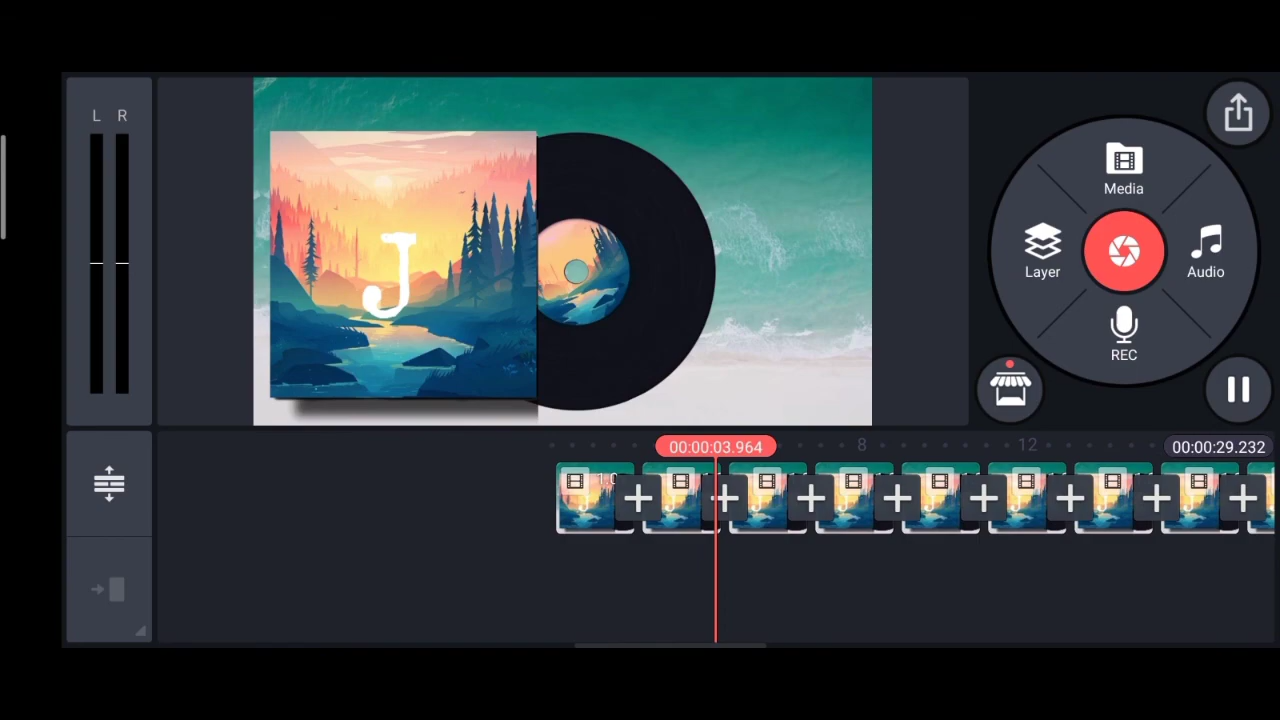 L R
J
Media
Layer
Audio
REC
00:00:03.964
8
12
00:00:29.232